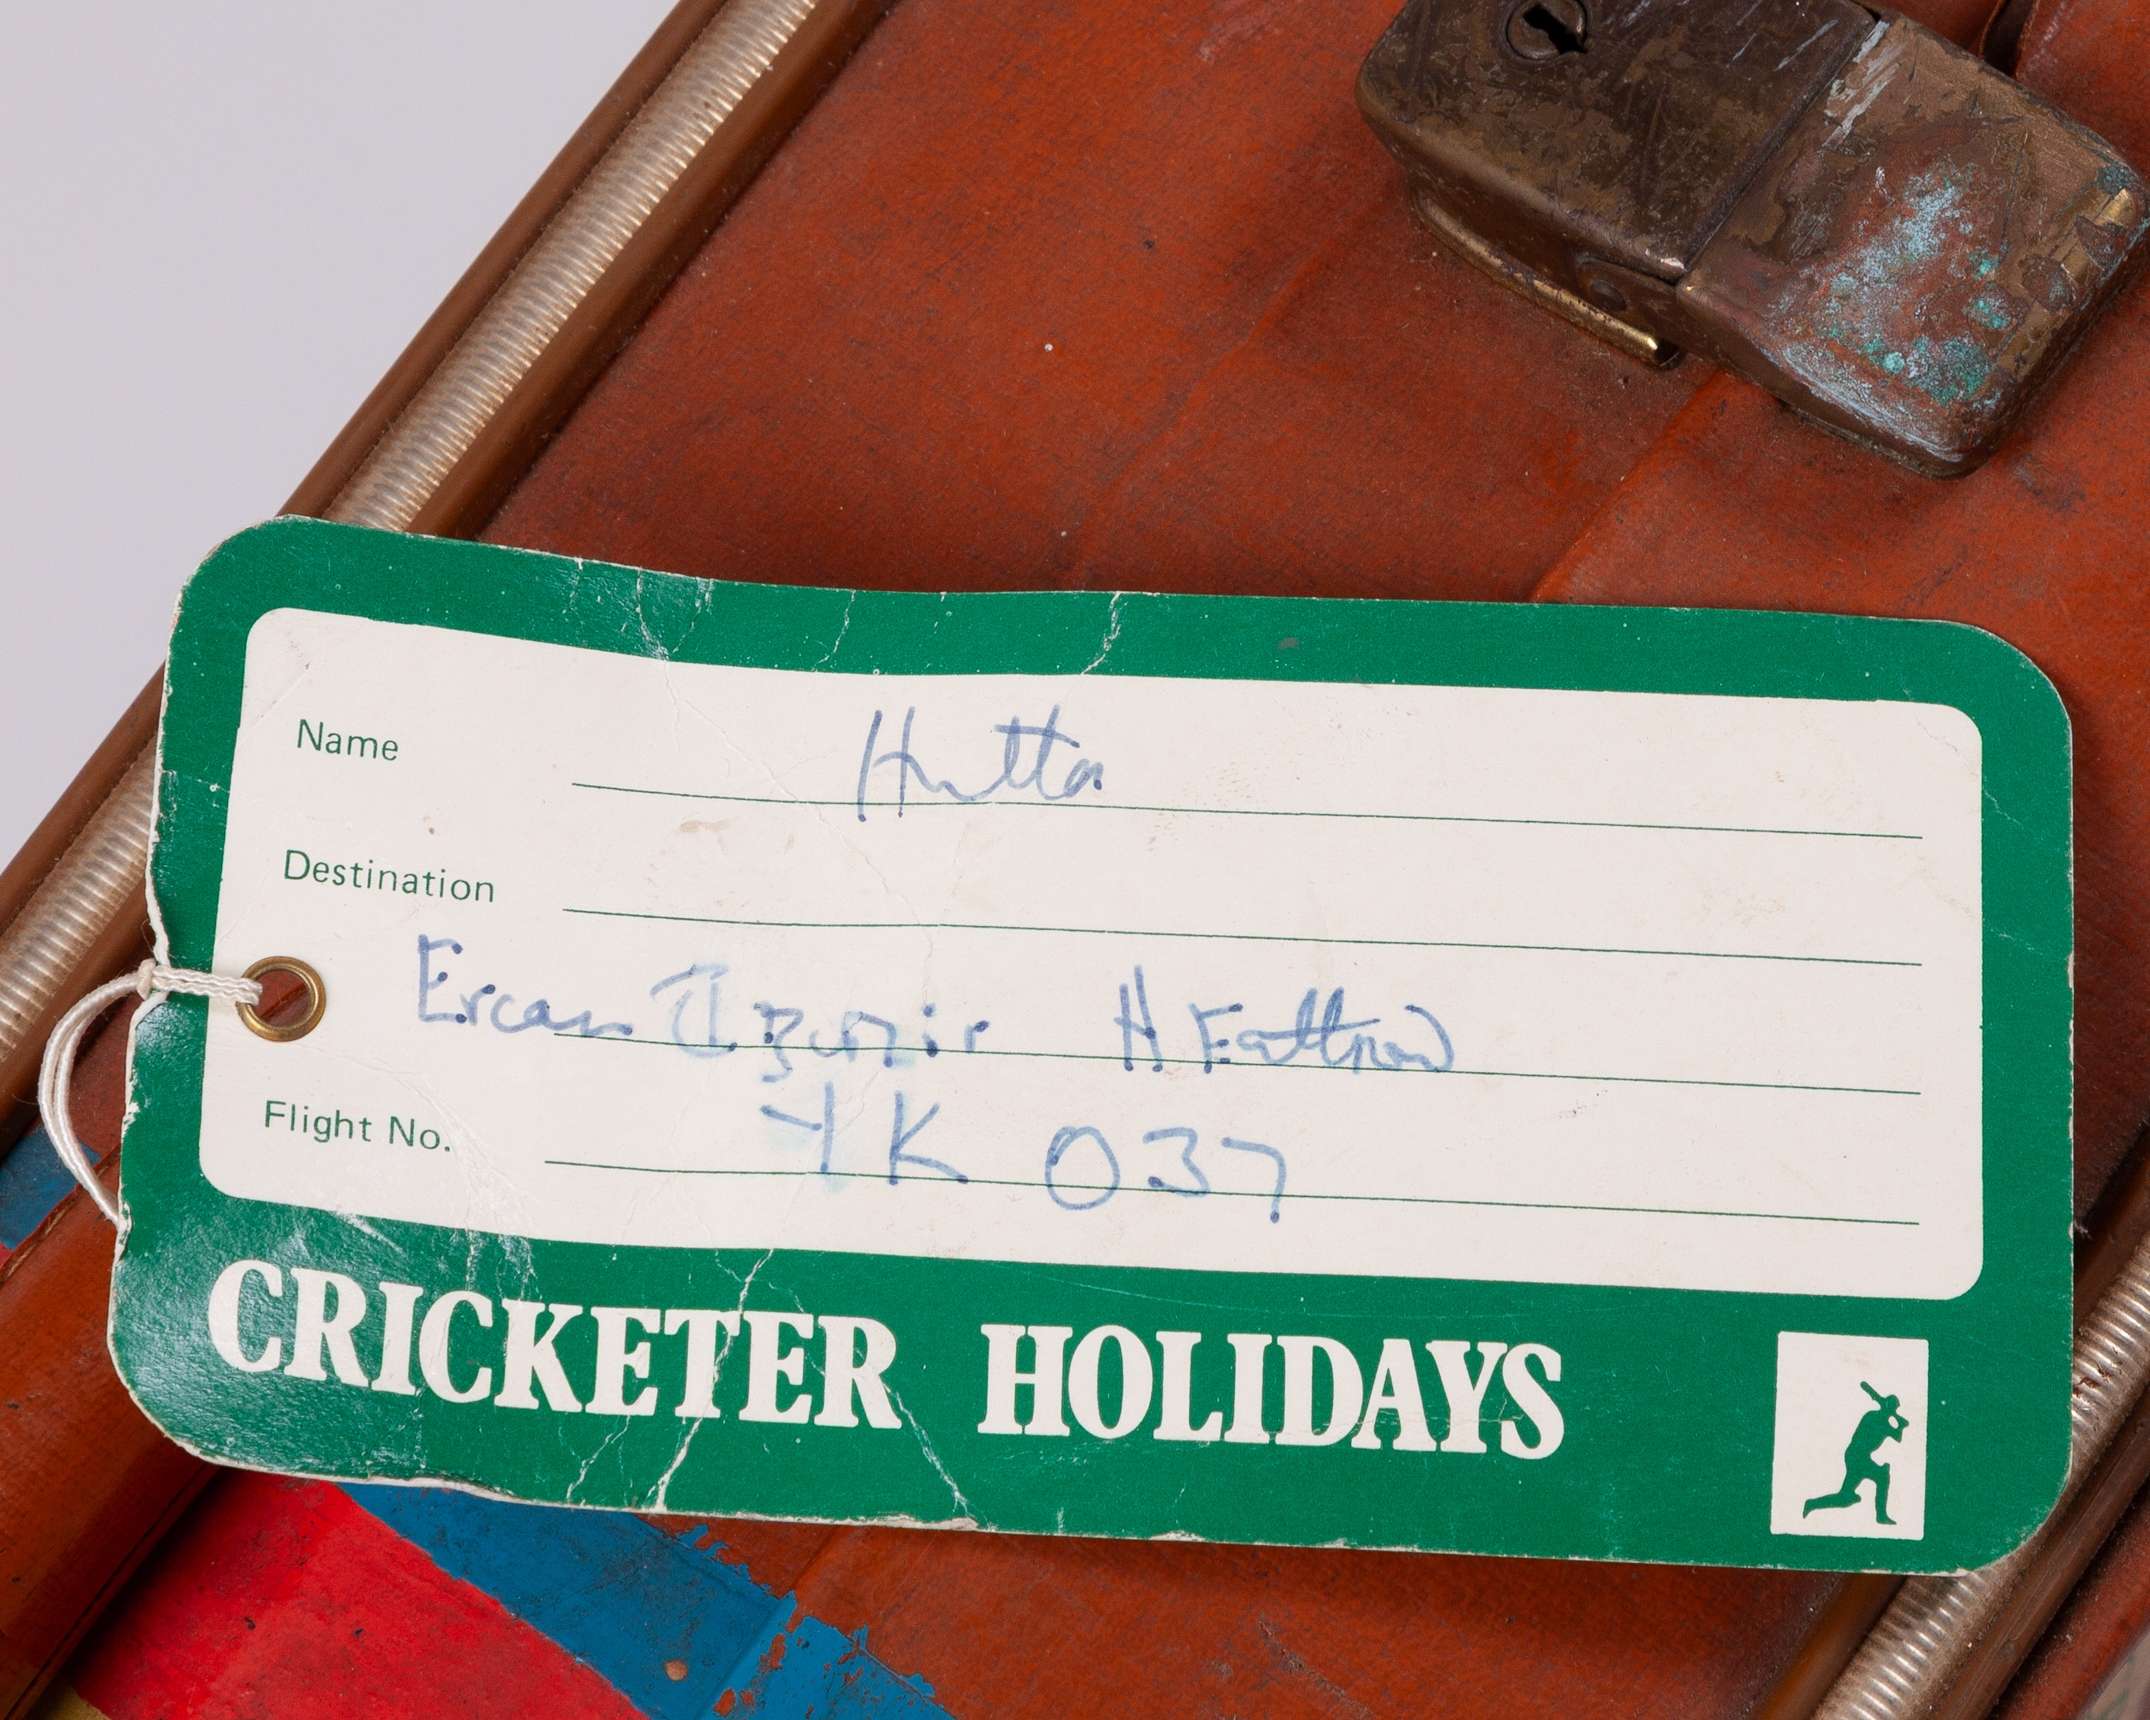 Name Hutton
Destination
Ercan Izmir Heathrow
Flight No. YK 037
CRICKETER HOLIDAYS